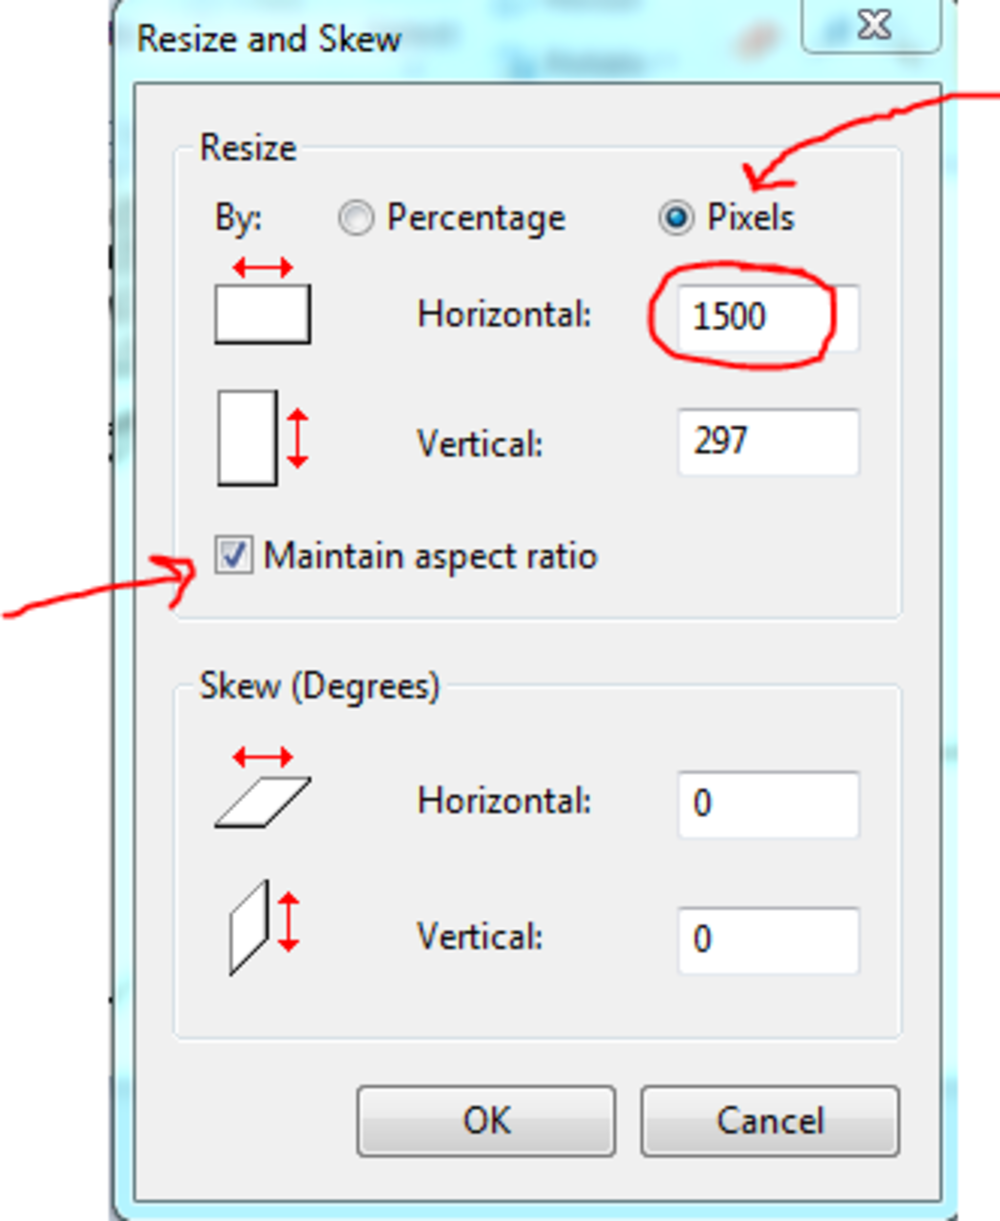 Resize and Skew
Resize
By: Percentage Pixels
Horizontal: 1500
Vertical: 297
Maintain aspect ratio
Skew (Degrees)
Horizontal: 0
Vertical: 0
OK Cancel